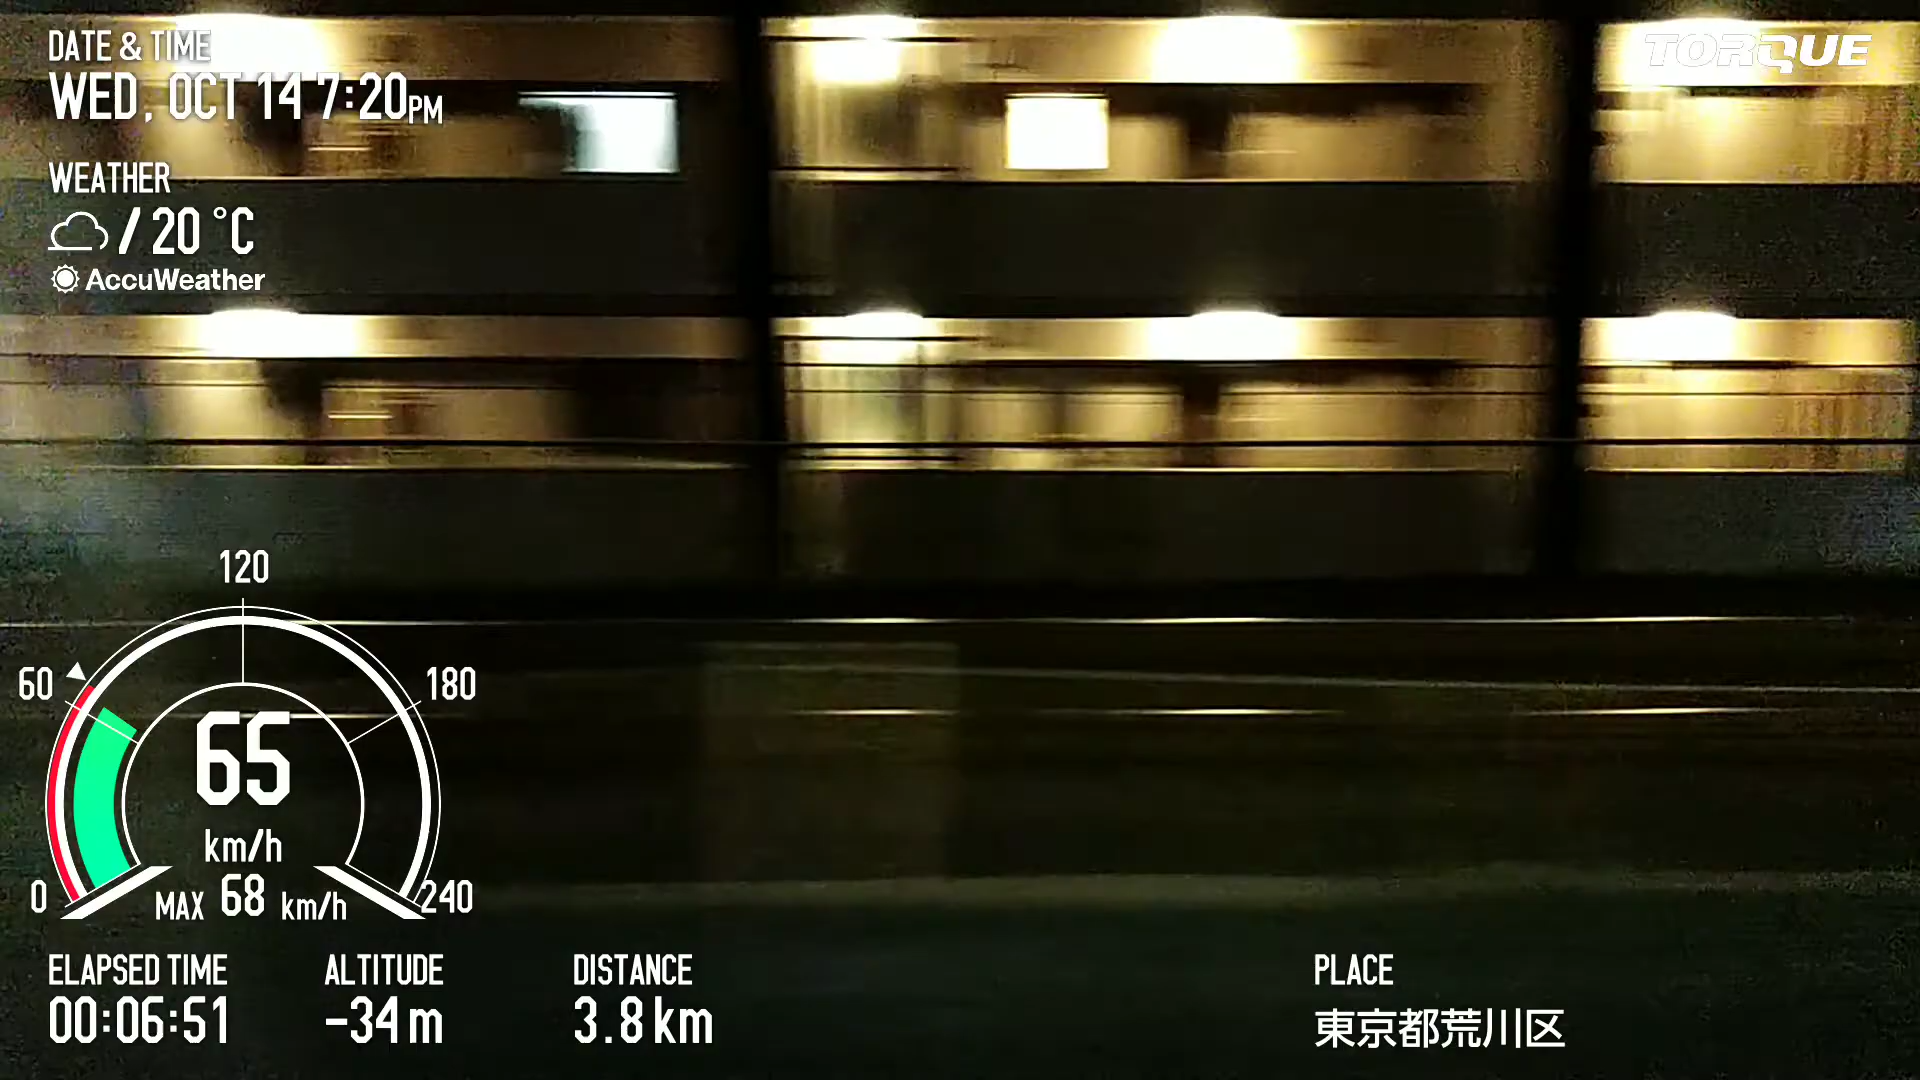 DATE & TIME
WED, OCT 14 7:20PM
TORQUE
WEATHER
/ 20 °C
AccuWeather
120
60
180
65
km/h
0
MAX 68 km/h
240
ELAPSED TIME
00:06:51
ALTITUDE
-34 m
DISTANCE
3.8 km
PLACE
東京都荒川区